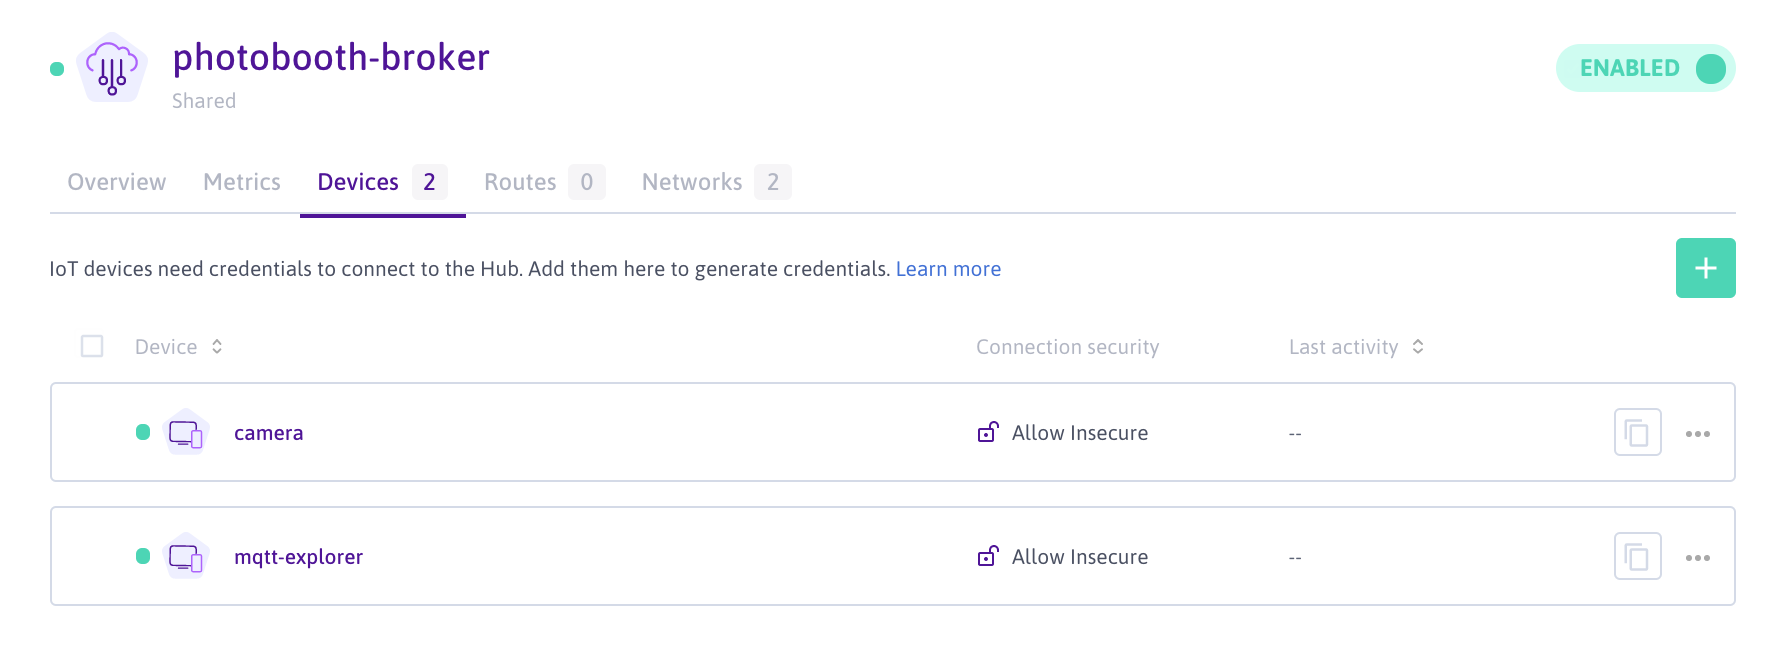 photobooth-broker
Shared
ENABLED
Overview Metrics Devices 2 Routes 0 Networks 2
IoT devices need credentials to connect to the Hub. Add them here to generate credentials. Learn more
Device Connection security Last activity
camera Allow Insecure --
mqtt-explorer Allow Insecure --